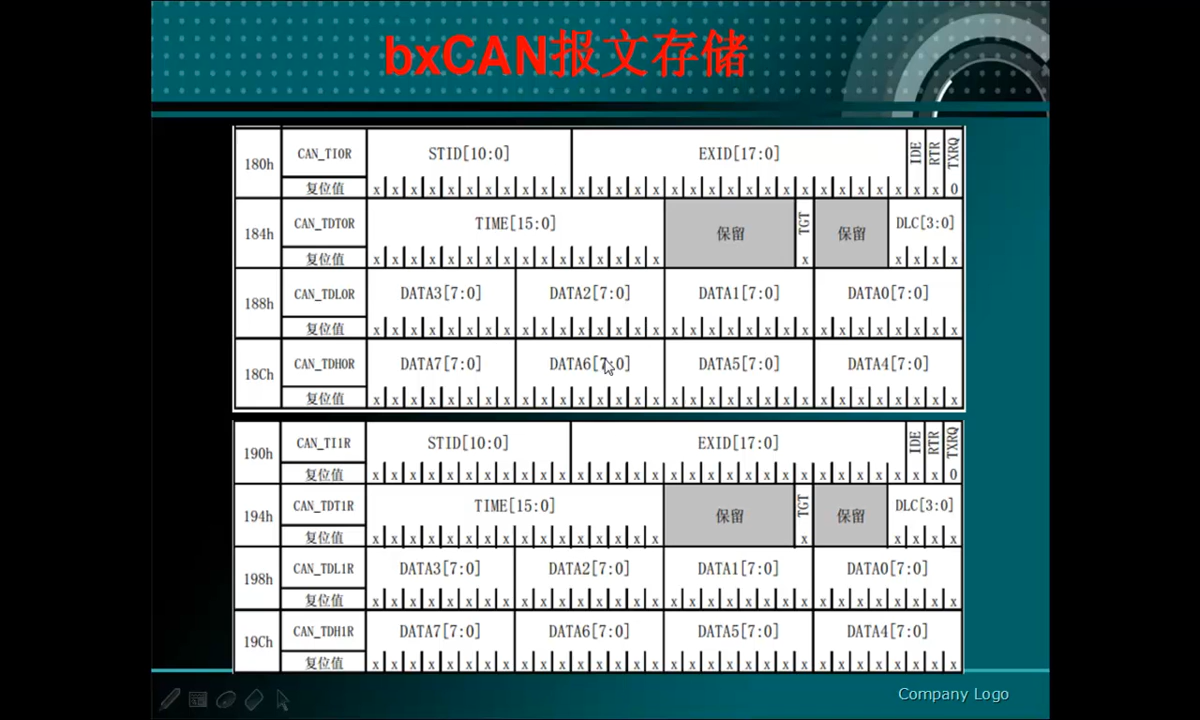 bxCAN报文存储
180h CAN_TI0R STID[10:0] EXID[17:0] IDE RTR TXRQ
复位值 x x x x x x x x x x x x x x x x x x x x x x x x x x x x x x x 0
184h CAN_TDT0R TIME[15:0] 保留 TGT 保留 DLC[3:0]
复位值 x x x x x x x x x x x x x x x x x x x x x
188h CAN_TDL0R DATA3[7:0] DATA2[7:0] DATA1[7:0] DATA0[7:0]
复位值 x x x x x x x x x x x x x x x x x x x x x x x x x x x x x x x x
18Ch CAN_TDH0R DATA7[7:0] DATA6[7:0] DATA5[7:0] DATA4[7:0]
复位值 x x x x x x x x x x x x x x x x x x x x x x x x x x x x x x x x
190h CAN_TI1R STID[10:0] EXID[17:0] IDE RTR TXRQ
复位值 x x x x x x x x x x x x x x x x x x x x x x x x x x x x x x x 0
194h CAN_TDT1R TIME[15:0] 保留 TGT 保留 DLC[3:0]
复位值 x x x x x x x x x x x x x x x x x x x x x
198h CAN_TDL1R DATA3[7:0] DATA2[7:0] DATA1[7:0] DATA0[7:0]
复位值 x x x x x x x x x x x x x x x x x x x x x x x x x x x x x x x x
19Ch CAN_TDH1R DATA7[7:0] DATA6[7:0] DATA5[7:0] DATA4[7:0]
复位值 x x x x x x x x x x x x x x x x x x x x x x x x x x x x x x x x
Company Logo